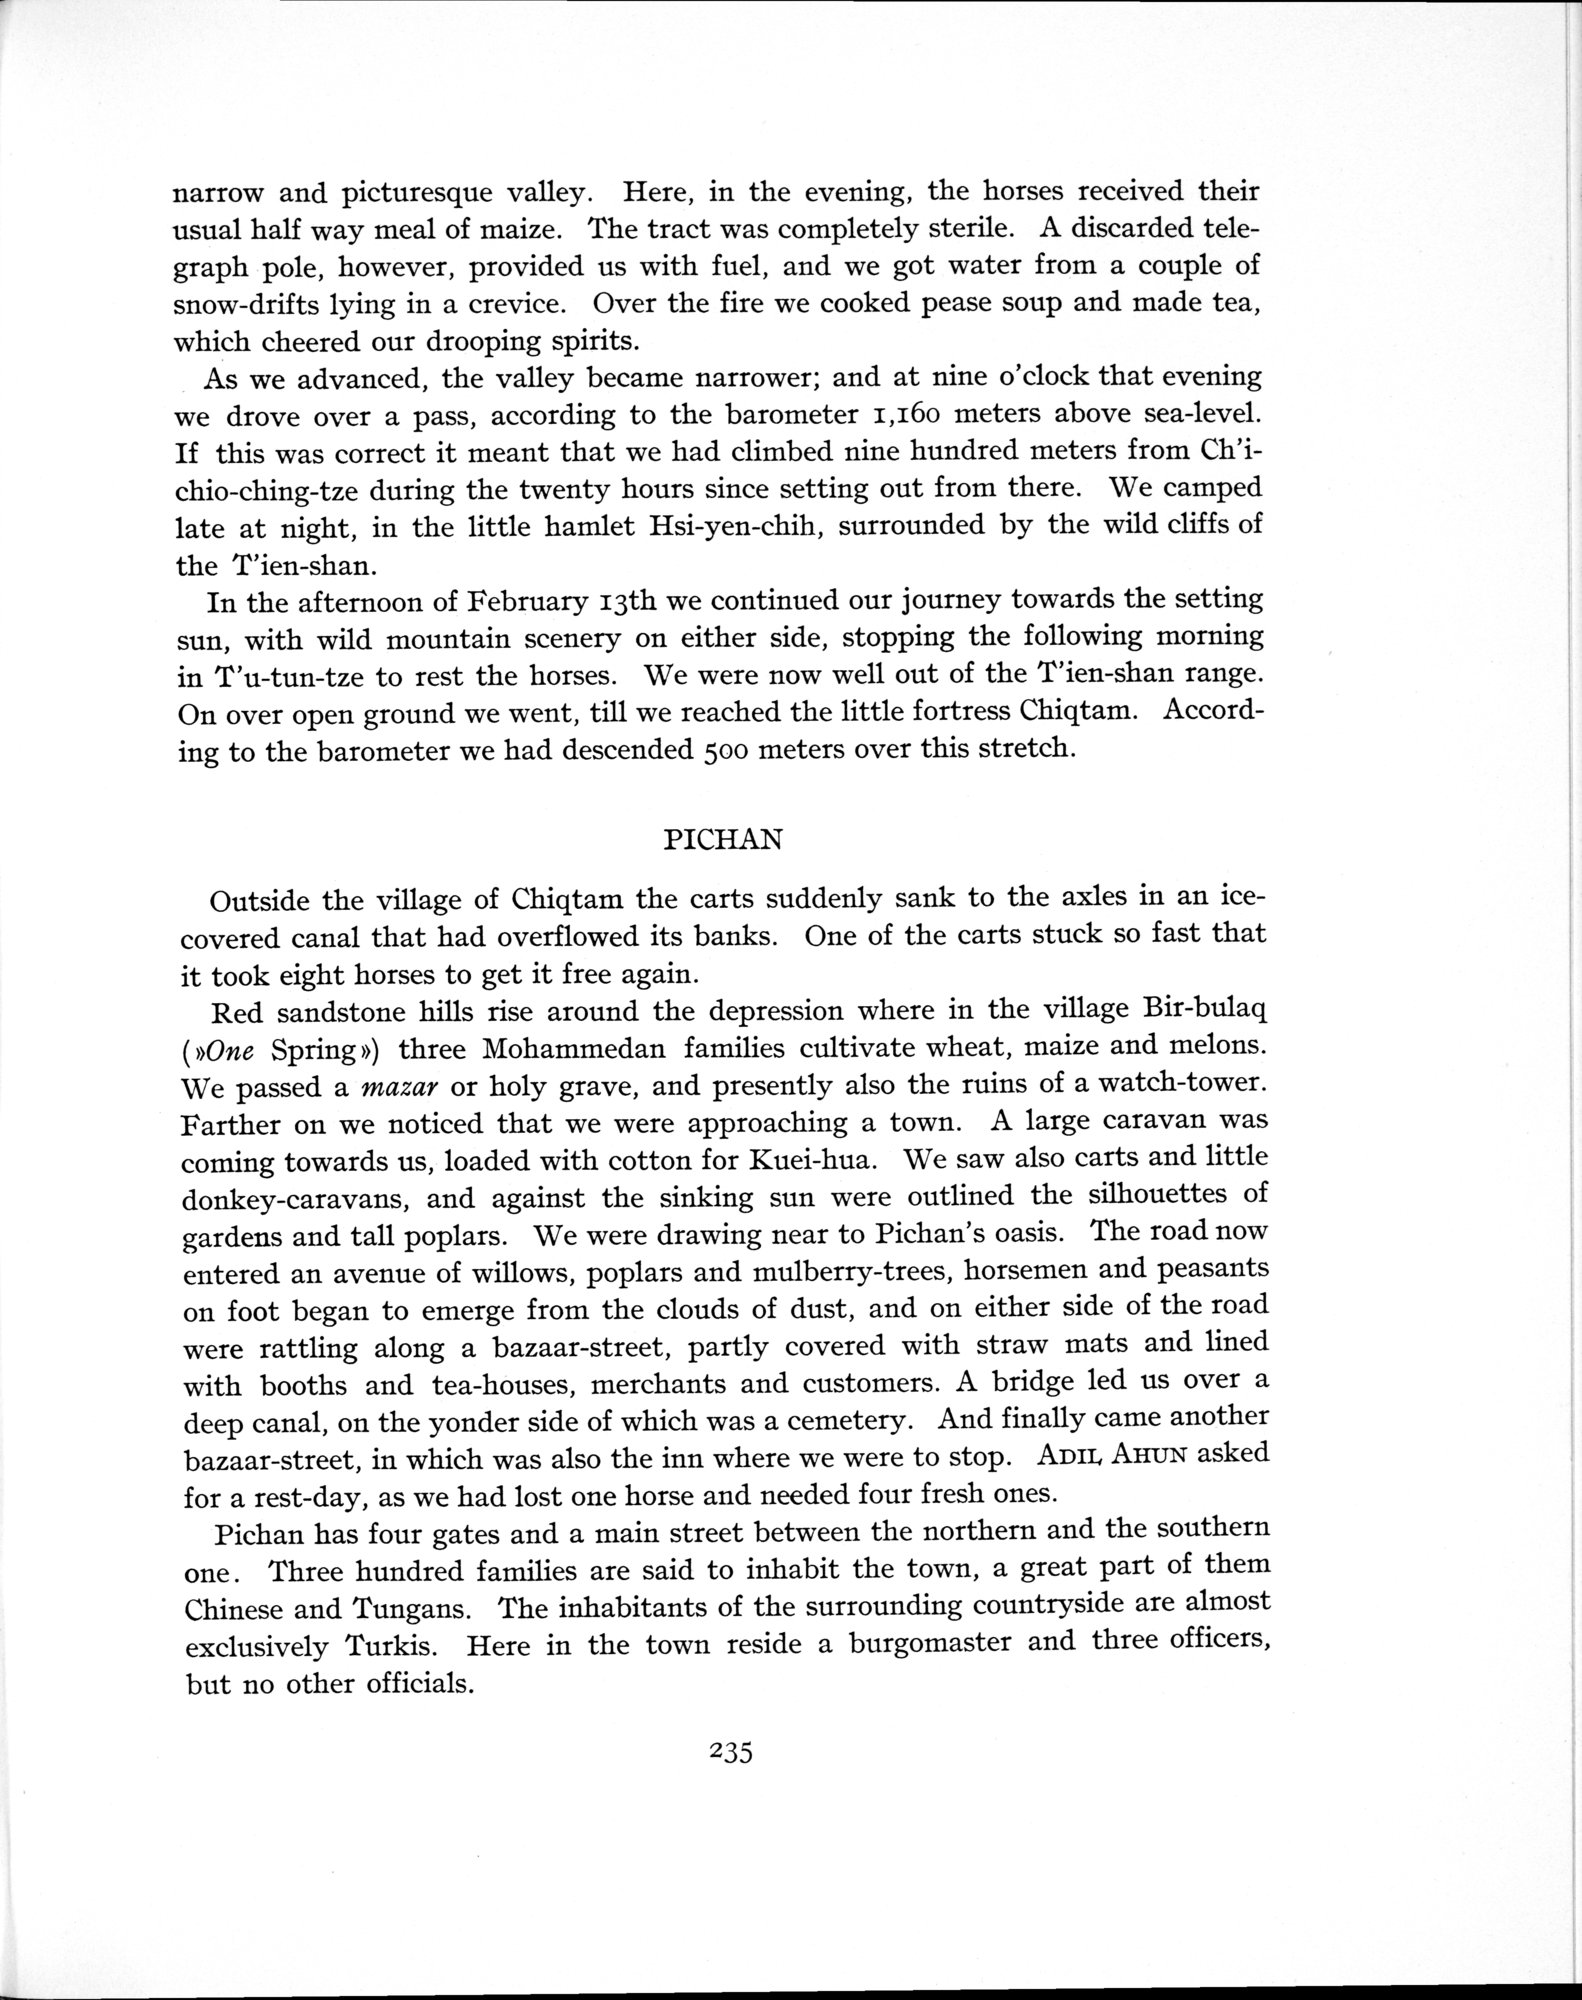 narrow and picturesque valley. Here, in the evening, the horses received their
usual half way meal of maize. The tract was completely sterile. A discarded tele-
graph pole, however, provided us with fuel, and we got water from a couple of
snow-drifts lying in a crevice. Over the fire we cooked pease soup and made tea,
which cheered our drooping spirits.
As we advanced, the valley became narrower; and at nine o'clock that evening
we drove over a pass, according to the barometer 1,160 meters above sea-level.
If this was correct it meant that we had climbed nine hundred meters from Ch'i-
chio-ching-tze during the twenty hours since setting out from there. We camped
late at night, in the little hamlet Hsi-yen-chih, surrounded by the wild cliffs of
the T'ien-shan.
In the afternoon of February 13th we continued our journey towards the setting
sun, with wild mountain scenery on either side, stopping the following morning
in T'u-tun-tze to rest the horses. We were now well out of the T'ien-shan range.
On over open ground we went, till we reached the little fortress Chiqtam. Accord-
ing to the barometer we had descended 500 meters over this stretch.
PICHAN
Outside the village of Chiqtam the carts suddenly sank to the axles in an ice-
covered canal that had overflowed its banks. One of the carts stuck so fast that
it took eight horses to get it free again.
Red sandstone hills rise around the depression where in the village Bir-bulaq
(»One Spring») three Mohammedan families cultivate wheat, maize and melons.
We passed a mazar or holy grave, and presently also the ruins of a watch-tower.
Farther on we noticed that we were approaching a town. A large caravan was
coming towards us, loaded with cotton for Kuei-hua. We saw also carts and little
donkey-caravans, and against the sinking sun were outlined the silhouettes of
gardens and tall poplars. We were drawing near to Pichan's oasis. The road now
entered an avenue of willows, poplars and mulberry-trees, horsemen and peasants
on foot began to emerge from the clouds of dust, and on either side of the road
were rattling along a bazaar-street, partly covered with straw mats and lined
with booths and tea-houses, merchants and customers. A bridge led us over a
deep canal, on the yonder side of which was a cemetery. And finally came another
bazaar-street, in which was also the inn where we were to stop. ADIL AHUN asked
for a rest-day, as we had lost one horse and needed four fresh ones.
Pichan has four gates and a main street between the northern and the southern
one. Three hundred families are said to inhabit the town, a great part of them
Chinese and Tungans. The inhabitants of the surrounding countryside are almost
exclusively Turkis. Here in the town reside a burgomaster and three officers,
but no other officials.
235